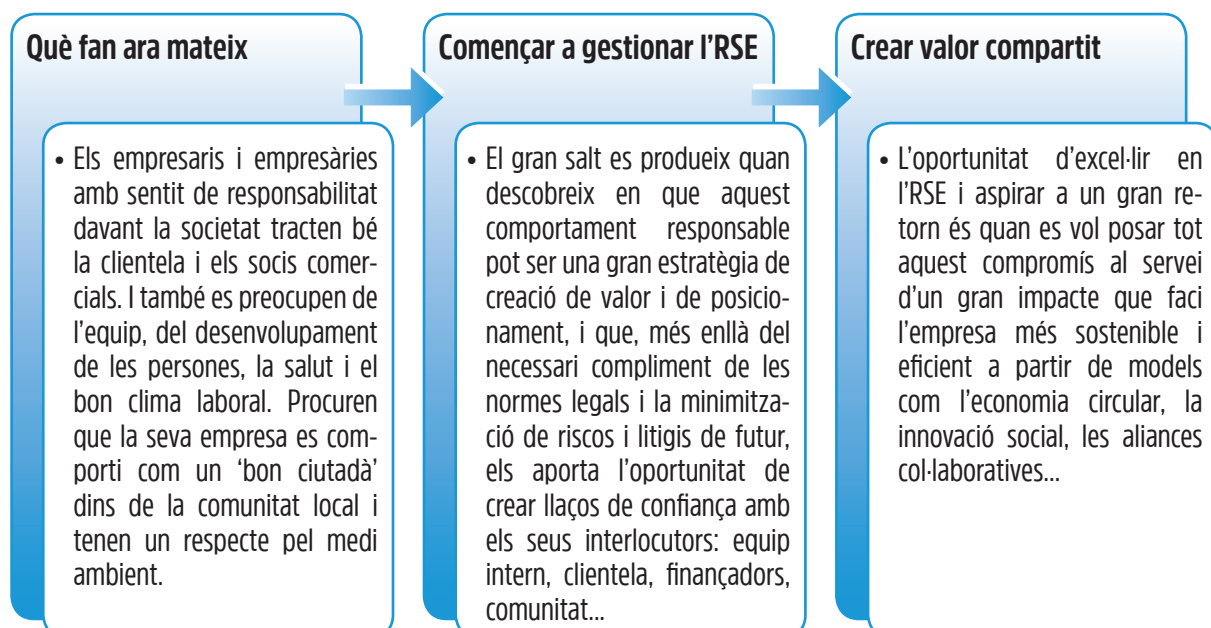 Què fan ara mateix
• Els empresaris i empresàries
amb sentit de responsabilitat
davant la societat tracten bé
la clientela i els socis comer-
cials. I també es preocupen de
l’equip, del desenvolupament
de les persones, la salut i el
bon clima laboral. Procuren
que la seva empresa es com-
porti com un ‘bon ciutadà’
dins de la comunitat local i
tenen un respecte pel medi
ambient.
Començar a gestionar l’RSE
• El gran salt es produeix quan
descobreix en que aquest
comportament responsable
pot ser una gran estratègia de
creació de valor i de posicio-
nament, i que, més enllà del
necessari compliment de les
normes legals i la minimitza-
ció de riscos i litigis de futur,
els aporta l’oportunitat de
crear llaços de confiança amb
els seus interlocutors: equip
intern, clientela, finançadors,
comunitat...
Crear valor compartit
• L’oportunitat d’excel·lir en
l’RSE i aspirar a un gran re-
torn és quan es vol posar tot
aquest compromís al servei
d’un gran impacte que faci
l’empresa més sostenible i
eficient a partir de models
com l’economia circular, la
innovació social, les aliances
col·laboratives...